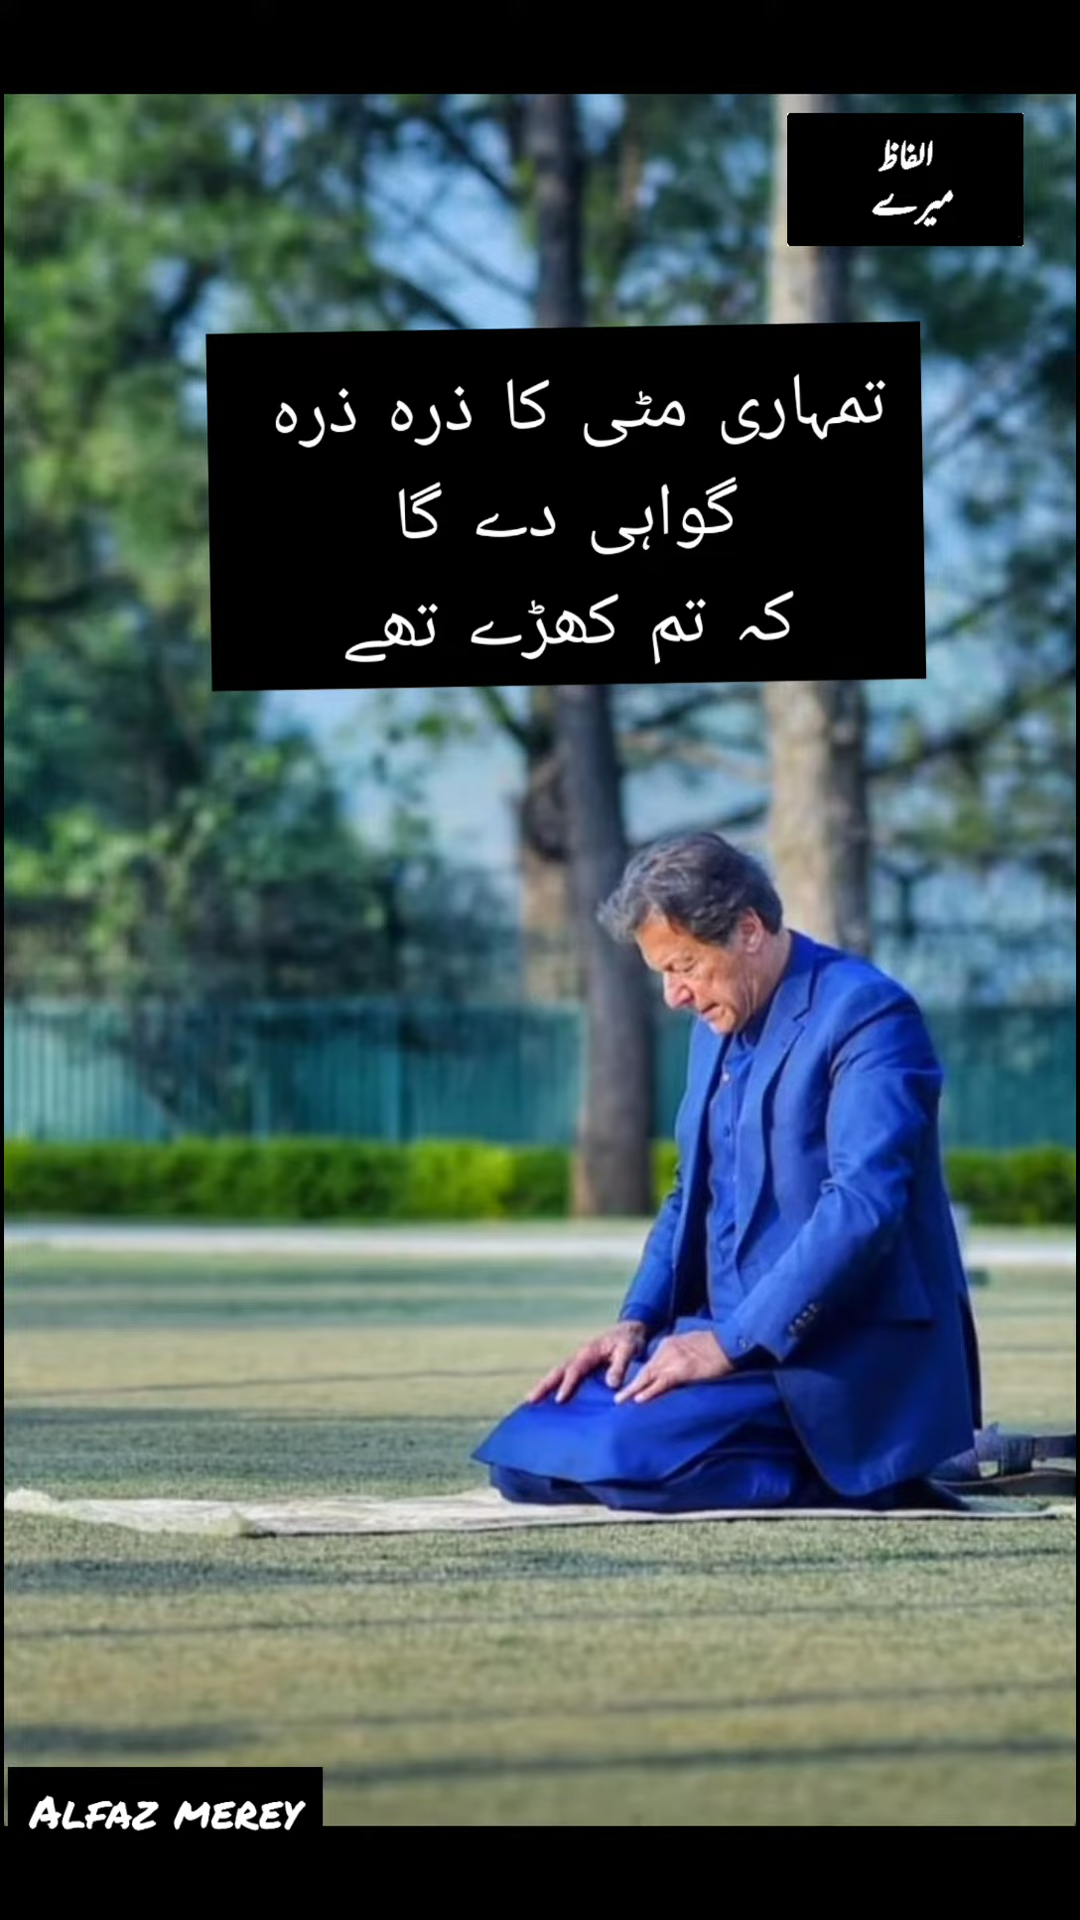 الفاظ
میرے
تمہاری مٹی کا ذرہ ذرہ
گواہی دے گا
کہ تم کھڑے تھے
ALFAZ MEREY